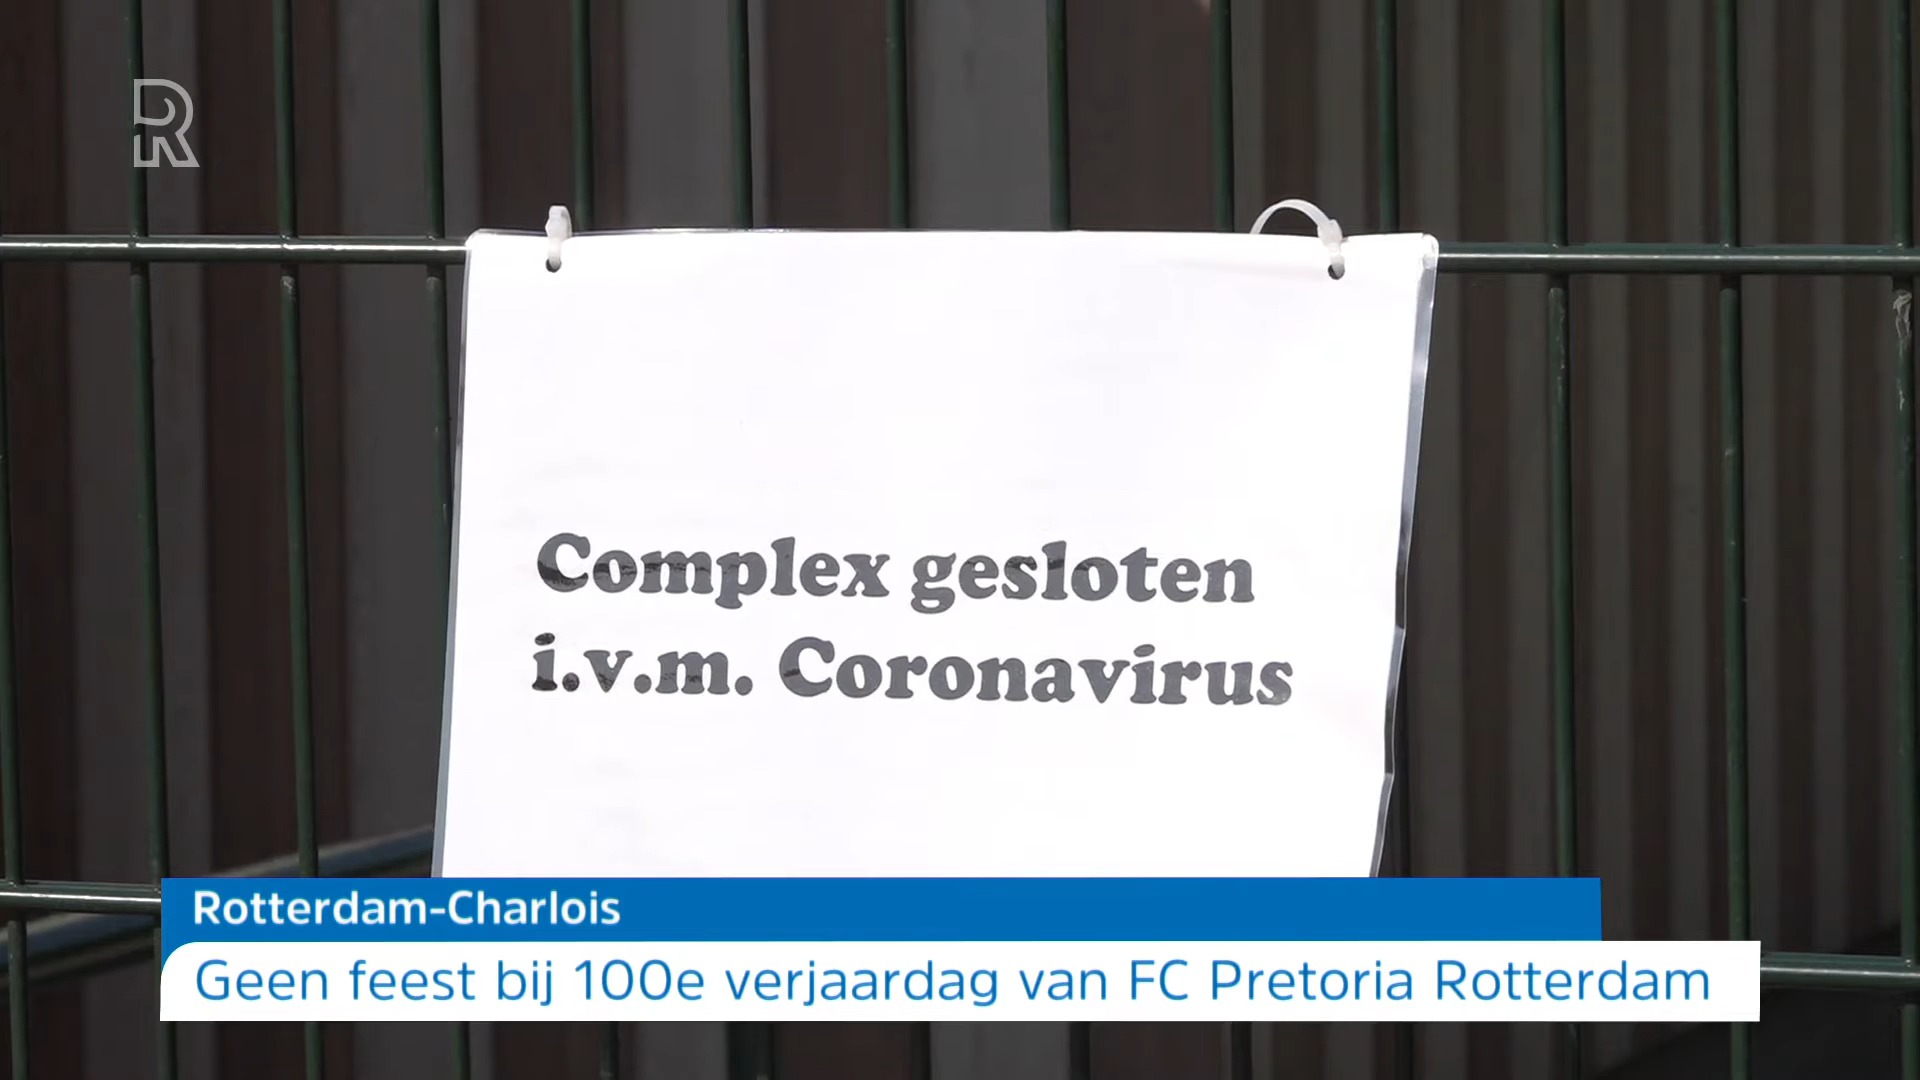 R
Complex gesloten
i.v.m. Coronavirus
Rotterdam-Charlois
Geen feest bij 100e verjaardag van FC Pretoria Rotterdam